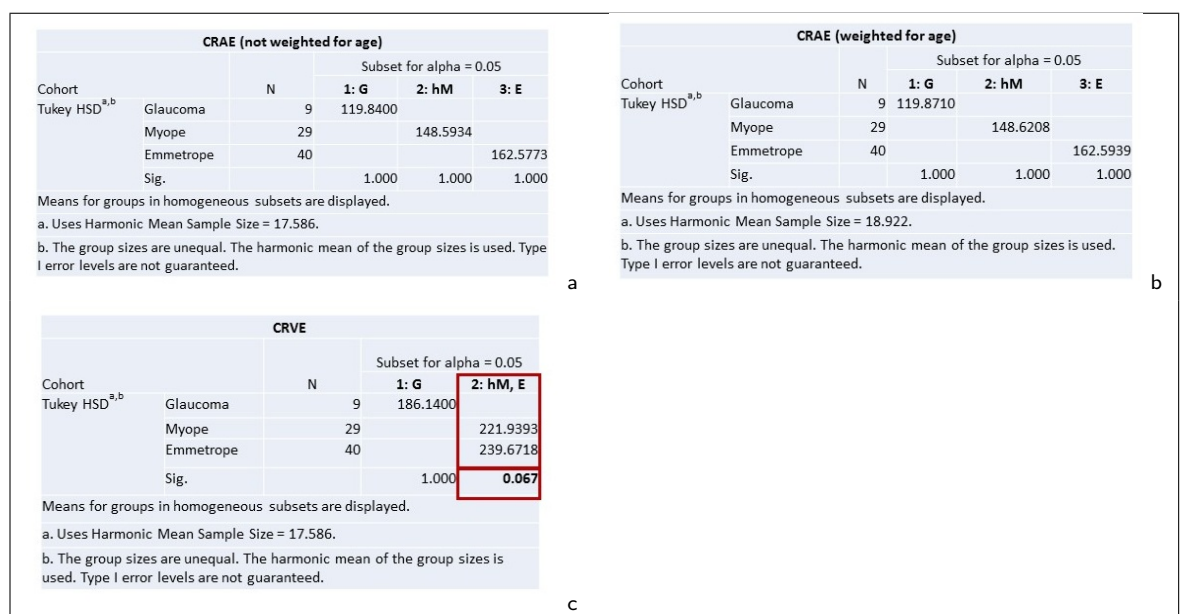 CRAE (not weighted for age)
Subset for alpha = 0.05
Cohort N 1: G 2: hM 3: E
Tukey HSDa,b Glaucoma 9 119.8400
Myope 29 148.5934
Emmetrope 40 162.5773
Sig. 1.000 1.000 1.000
Means for groups in homogeneous subsets are displayed.
a. Uses Harmonic Mean Sample Size = 17.586.
b. The group sizes are unequal. The harmonic mean of the group sizes is used. Type
I error levels are not guaranteed.
a
CRAE (weighted for age)
Subset for alpha = 0.05
Cohort N 1: G 2: hM 3: E
Tukey HSDa,b Glaucoma 9 119.8710
Myope 29 148.6208
Emmetrope 40 162.5939
Sig. 1.000 1.000 1.000
Means for groups in homogeneous subsets are displayed.
a. Uses Harmonic Mean Sample Size = 18.922.
b. The group sizes are unequal. The harmonic mean of the group sizes is used.
Type I error levels are not guaranteed.
b
CRVE
Subset for alpha = 0.05
Cohort N 1: G 2: hM, E
Tukey HSDa,b Glaucoma 9 186.1400
Myope 29 221.9393
Emmetrope 40 239.6718
Sig. 1.000 0.067
Means for groups in homogeneous subsets are displayed.
a. Uses Harmonic Mean Sample Size = 17.586.
b. The group sizes are unequal. The harmonic mean of the group sizes is
used. Type I error levels are not guaranteed.
c